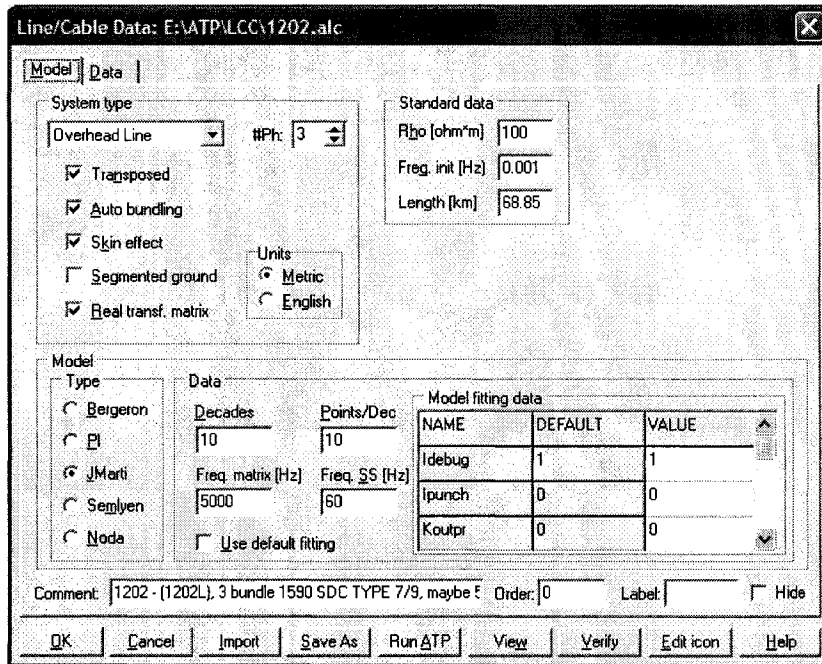 Line/Cable Data: E:\ATP\LCC\1202.alc
Model Data
System type
Overhead Line #Ph: 3
Transposed
Auto bundling
Skin effect
Segmented ground
Real transf. matrix
Units
Metric
English
Standard data
Rho [ohm*m] 100
Freq. init [Hz] 0.001
Length [km] 68.85
Model
Type
Bergeron
PI
JMarti
Semlyen
Noda
Data
Decades Points/Dec
10 10
Freq. matrix [Hz] Freq. SS [Hz]
5000 60
Use default fitting
Model fitting data
NAME DEFAULT VALUE
Idebug 1 1
Ipunch 0 0
Koutpr 0 0
Comment: 1202 - (1202L), 3 bundle 1590 SDC TYPE 7/9, maybe 5 Order: 0 Label: Hide
OK Cancel Import Save As Run ATP View Verify Edit icon Help